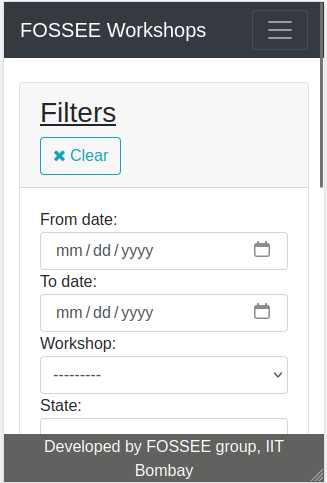 FOSSEE Workshops
Filters
✖ Clear
From date:
mm/dd/yyyy
To date:
mm/dd/yyyy
Workshop:
---------
State:
Developed by FOSSEE group, IIT
Bombay